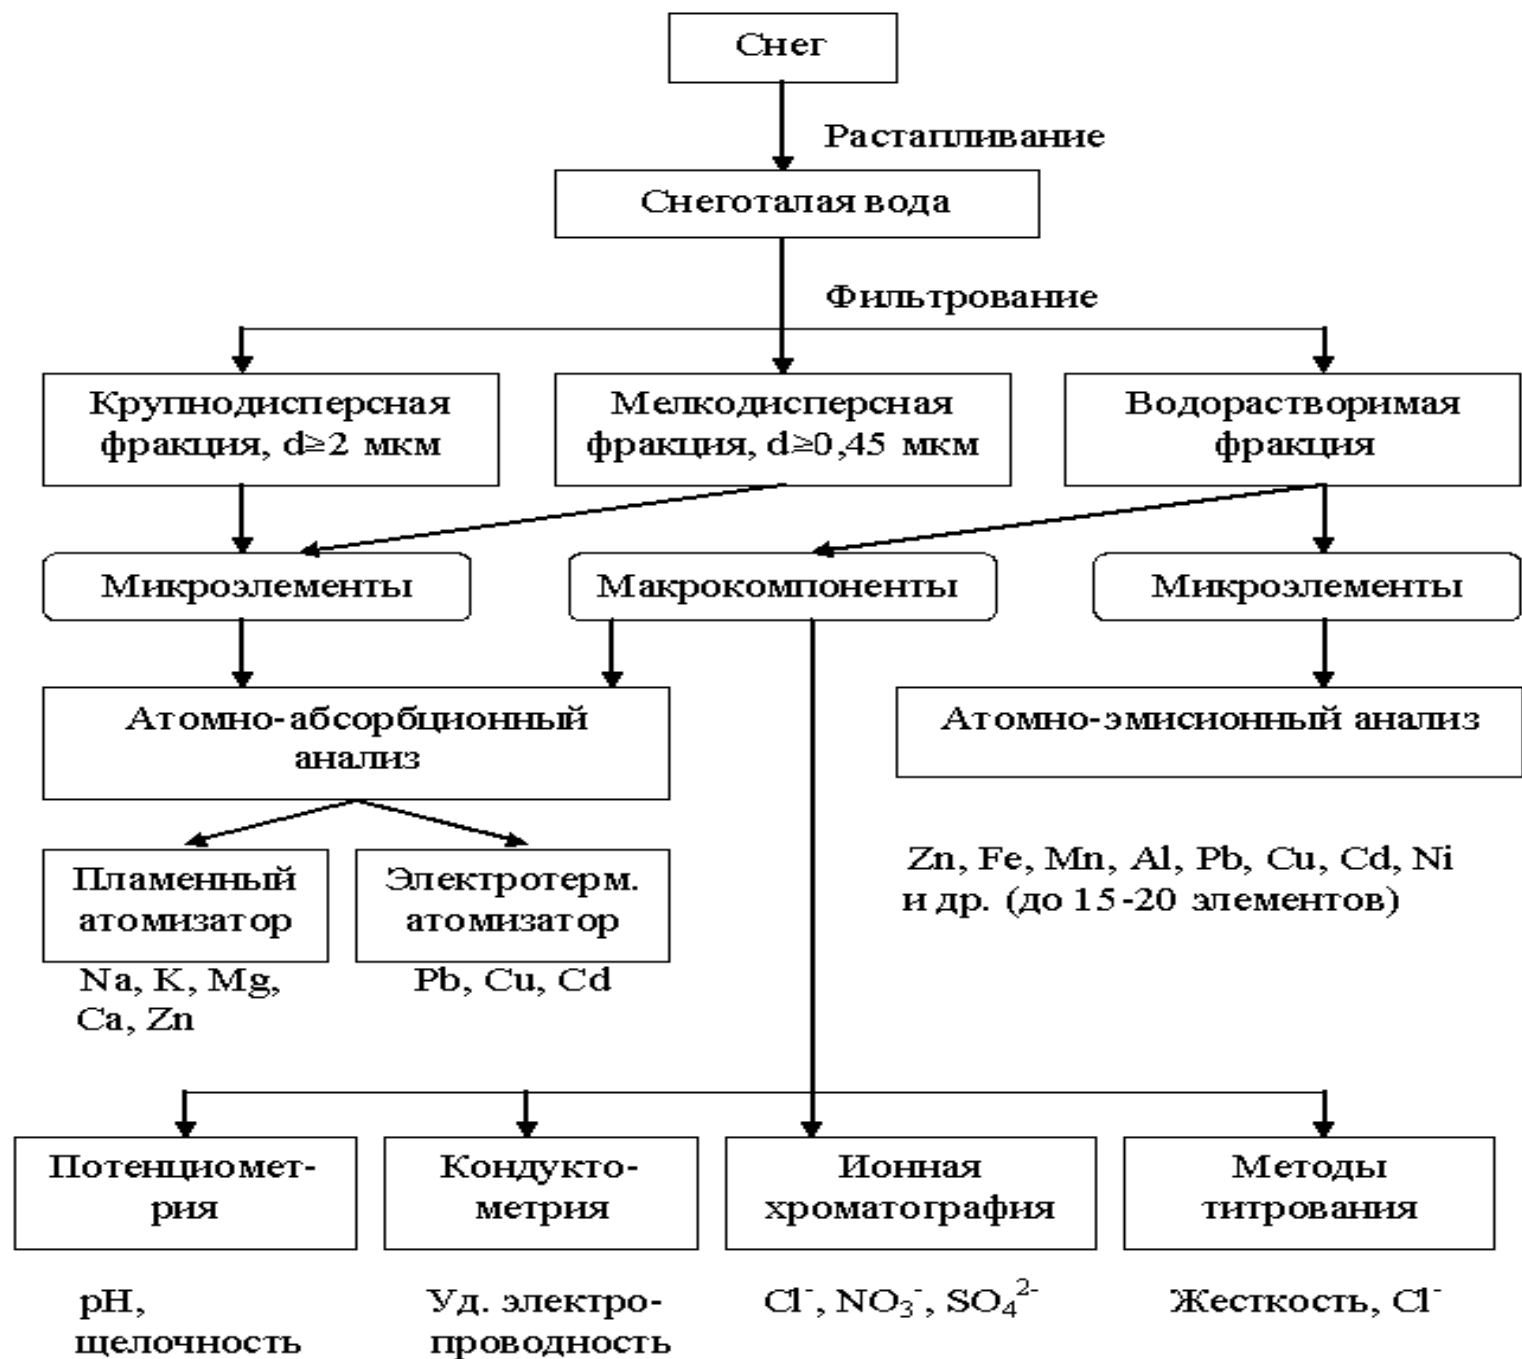 Снег
Растапливание
Снеготалая вода
Фильтрование
Крупнодисперсная
фракция, d≥2 мкм
Мелкодисперсная
фракция, d≥0,45 мкм
Водорастворимая
фракция
Микроэлементы
Макрокомпоненты
Микроэлементы
Атомно-абсорбционный
анализ
Атомно-эмисионный анализ
Пламенный
атомизатор
Электротерм.
атомизатор
Zn, Fe, Mn, Al, Pb, Cu, Cd, Ni
и др. (до 15-20 элементов)
Na, K, Mg,
Ca, Zn
Pb, Cu, Cd
Потенциомет-
рия
Кондукто-
метрия
Ионная
хроматография
Методы
титрования
pH,
щелочность
Уд. электро-
проводность
Cl⁻, NO₃⁻, SO₄²⁻
Жесткость, Cl⁻